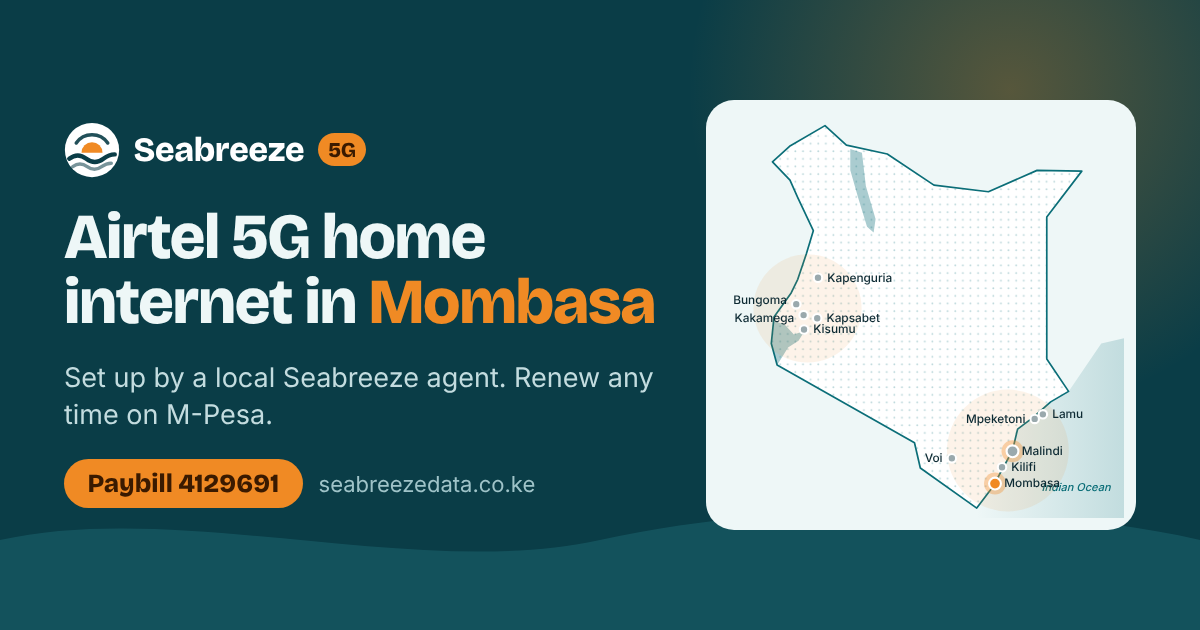 Seabreeze 5G
Airtel 5G home
internet in Mombasa
Set up by a local Seabreeze agent. Renew any
time on M-Pesa.
Paybill 4129691
seabreezedata.co.ke
Kapenguria
Bungoma
Kakamega
Kapsabet
Kisumu
Lamu
Mpeketoni
Malindi
Voi
Kilifi
Mombasa
Indian Ocean